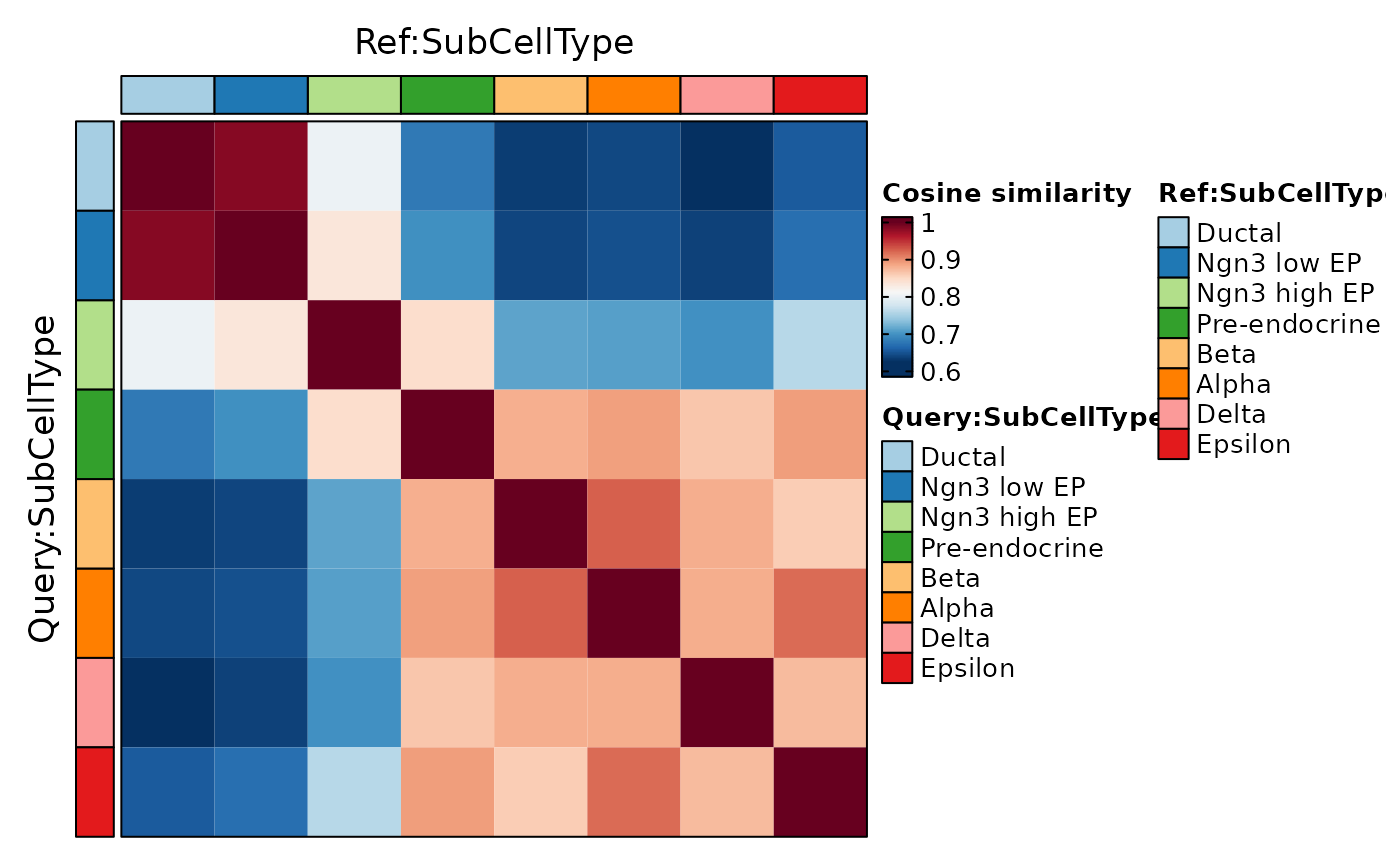 Ref:SubCellType
Query:SubCellType
Cosine similarity
1
0.9
0.8
0.7
0.6
Query:SubCellType
Ductal
Ngn3 low EP
Ngn3 high EP
Pre-endocrine
Beta
Alpha
Delta
Epsilon
Ref:SubCellType
Ductal
Ngn3 low EP
Ngn3 high EP
Pre-endocrine
Beta
Alpha
Delta
Epsilon